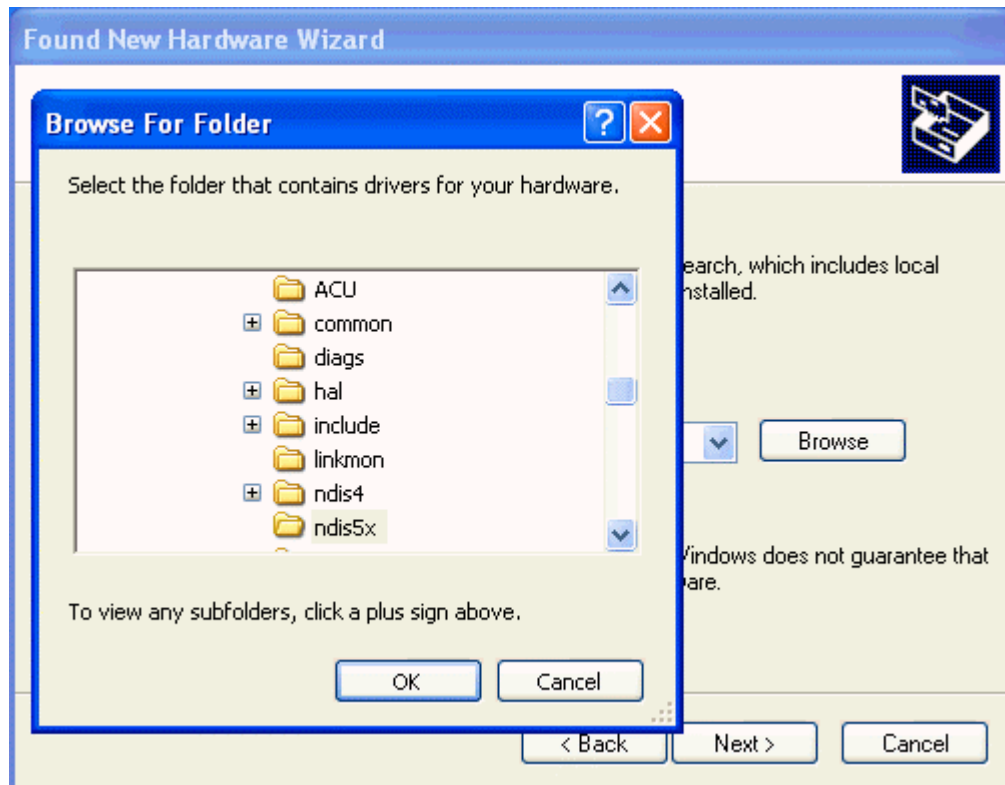 Found New Hardware Wizard
Browse For Folder
Select the folder that contains drivers for your hardware.
ACU
common
diags
hal
include
linkmon
ndis4
ndis5x
To view any subfolders, click a plus sign above.
OK
Cancel
earch, which includes local
nstalled.
Browse
Windows does not guarantee that
are.
< Back
Next >
Cancel